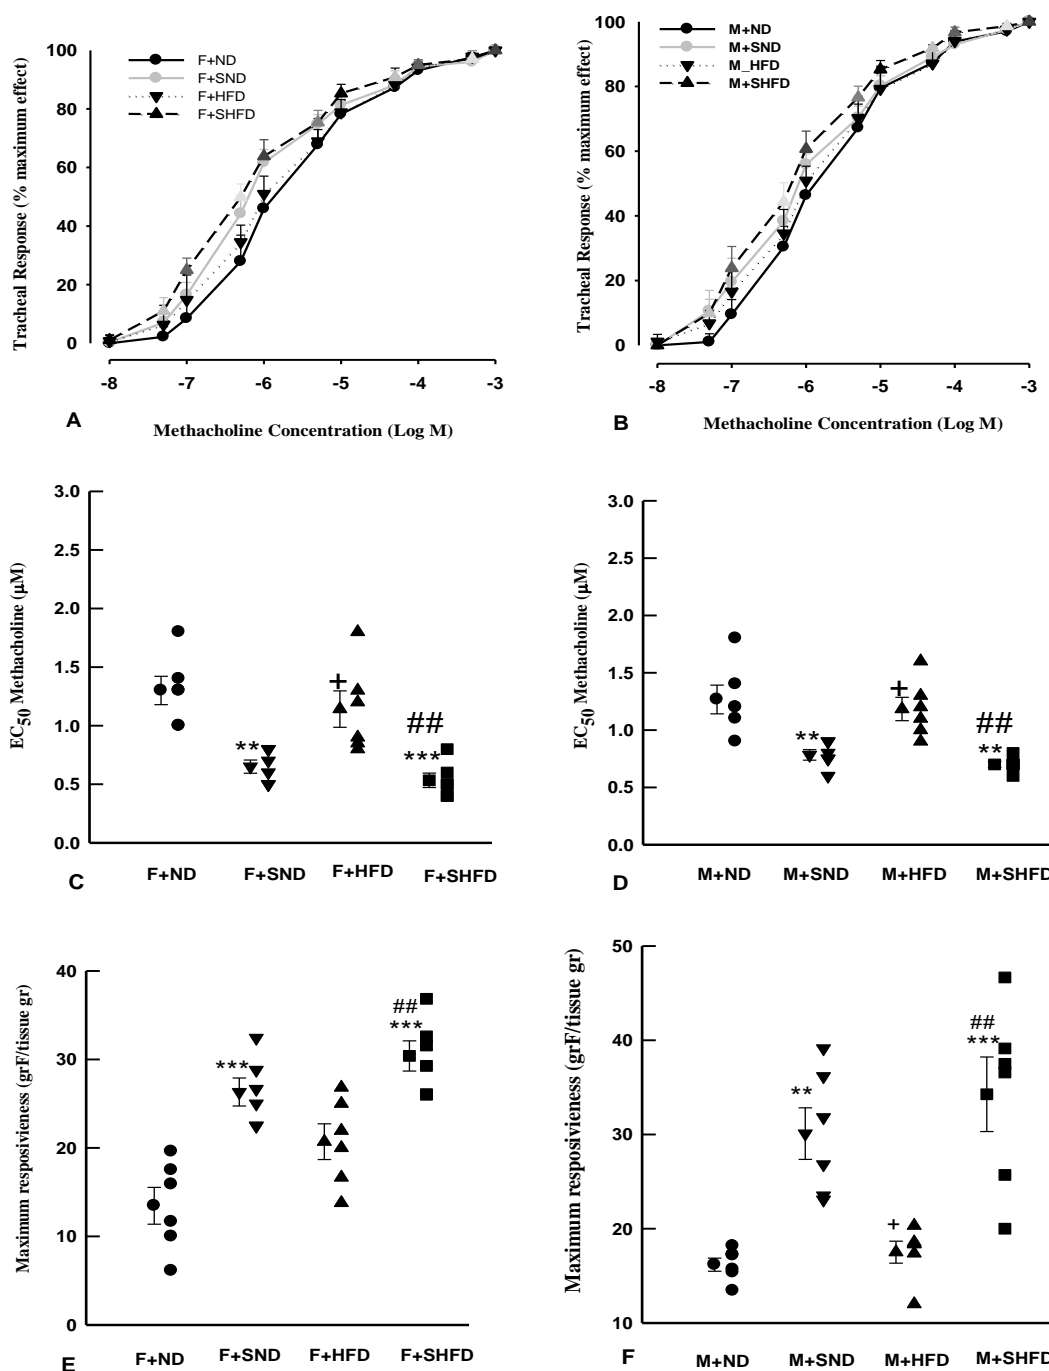 100
80
60
40
20
0
F+ND
F+SND
F+HFD
F+SHFD
Tracheal Response (% maximum effect)
-8 -7 -6 -5 -4 -3
A
Methacholine Concentration (Log M)
100
80
60
40
20
0
M+ND
M+SND
M_HFD
M+SHFD
Tracheal Response (% maximum effect)
-8 -7 -6 -5 -4 -3
B
Methacholine Concentration (Log M)
3.0
2.5
2.0
1.5
1.0
0.5
0.0
EC50 Methacholine (µM)
**
+
##
***
C
F+ND F+SND F+HFD F+SHFD
3.0
2.5
2.0
1.5
1.0
0.5
0.0
EC50 Methacholine (µM)
**
+
##
**
D
M+ND M+SND M+HFD M+SHFD
40
30
20
10
0
Maximum resposivieness (grF/tissue gr)
***
##
***
E
F+ND F+SND F+HFD F+SHFD
50
40
30
20
10
Maximum resposivieness (grF/tissue gr)
**
+
##
***
F
M+ND M+SND M+HFD M+SHFD